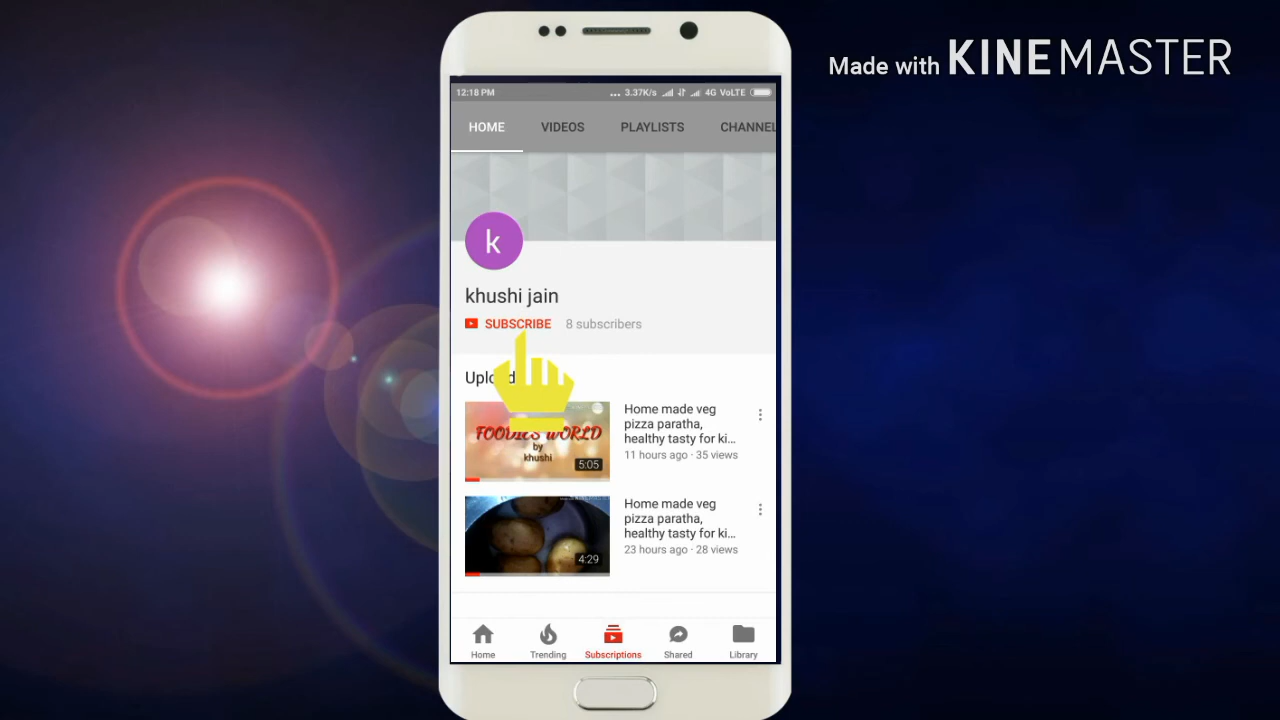 Made with KINEMASTER
12:18 PM
... 3.37K/s 4G VoLTE
HOME VIDEOS PLAYLISTS CHANNEL
k
khushi jain
SUBSCRIBE 8 subscribers
FOODIES WORLD
by
khushi
5:05
Home made veg
pizza paratha,
healthy tasty for ki...
11 hours ago · 35 views
4:29
Home made veg
pizza paratha,
healthy tasty for ki...
23 hours ago · 28 views
Home Trending Subscriptions Shared Library